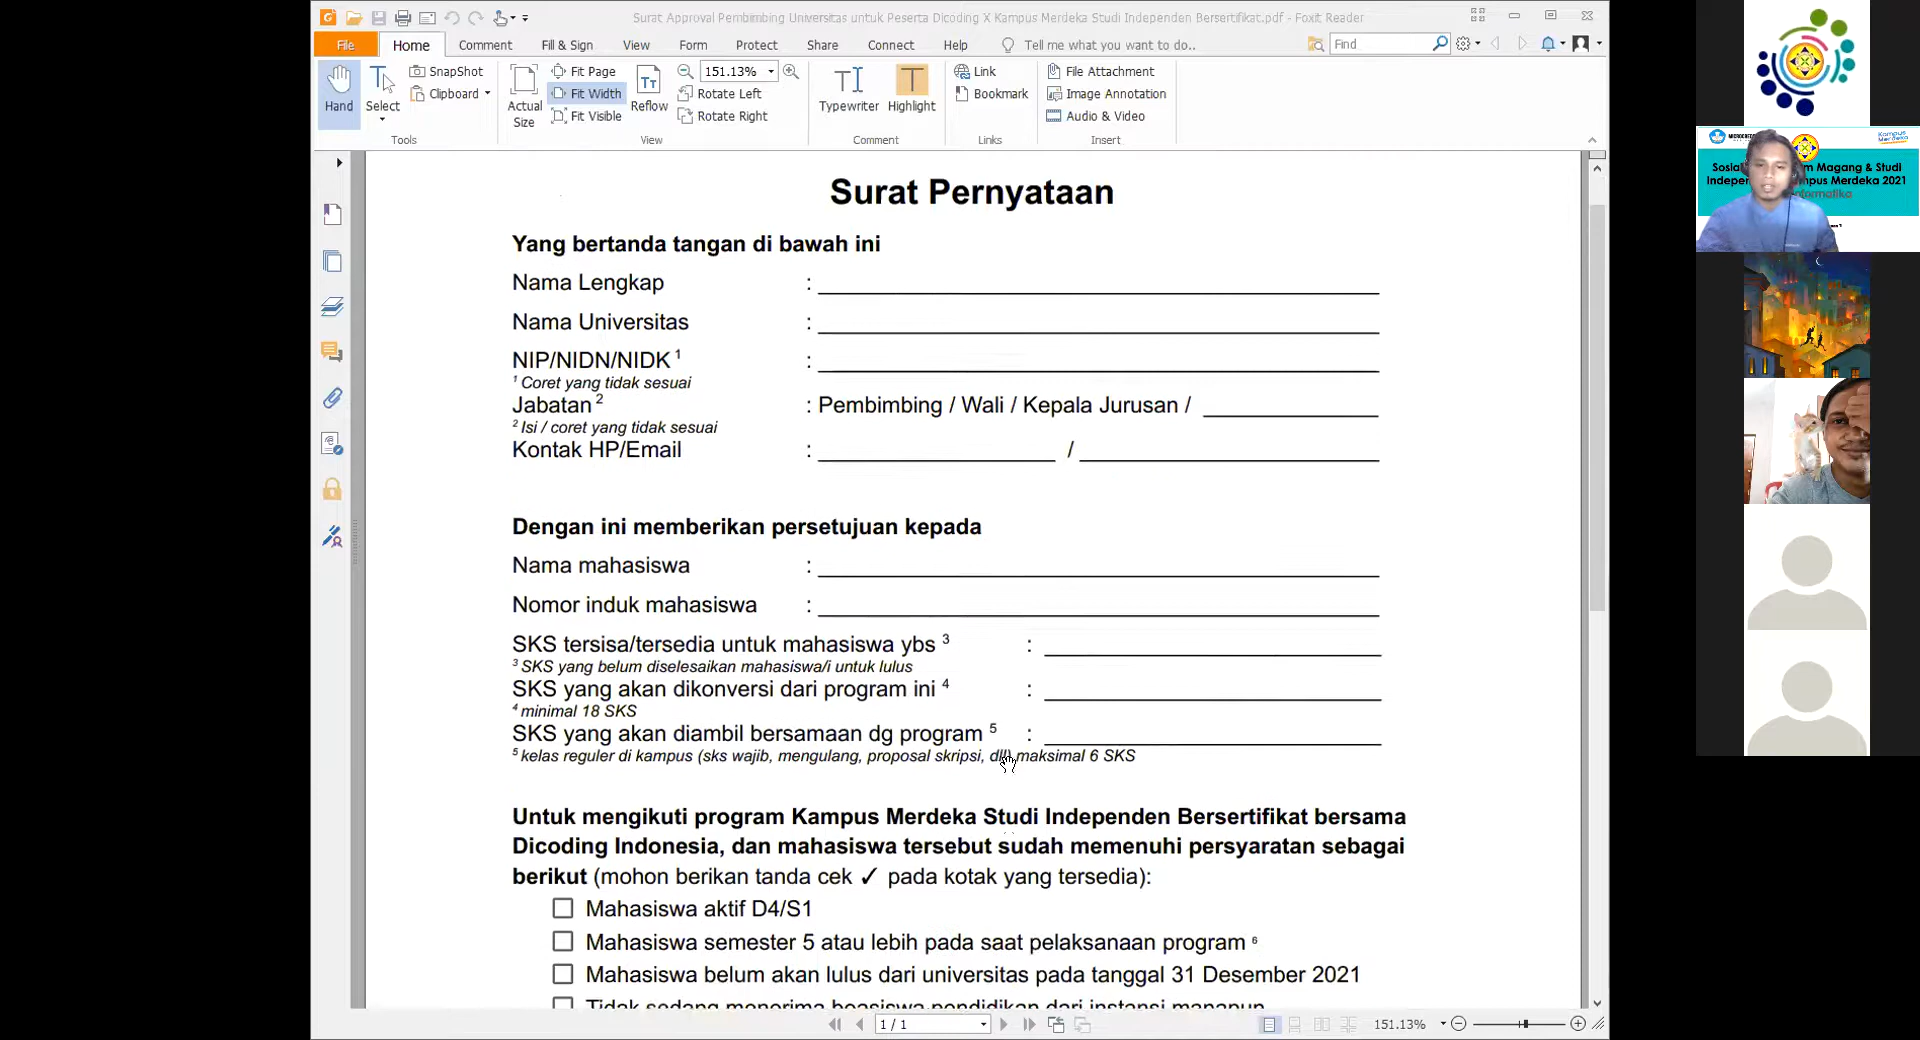 Surat Approval Pembimbing Universitas untuk Peserta Dicoding X Kampus Merdeka Studi Independen Bersertifikat.pdf - Foxit Reader
File Home Comment Fill & Sign View Form Protect Share Connect Help Tell me what you want to do.. Find
Hand
Select
SnapShot
Clipboard
Tools
Actual Size
Fit Page
Fit Width
Fit Visible
Reflow
151.13%
Rotate Left
Rotate Right
View
Typewriter
Highlight
Comment
Link
Bookmark
Links
File Attachment
Image Annotation
Audio & Video
Insert
Surat Pernyataan
Yang bertanda tangan di bawah ini
Nama Lengkap :
Nama Universitas :
NIP/NIDN/NIDK 1 :
1 Coret yang tidak sesuai
Jabatan 2 : Pembimbing / Wali / Kepala Jurusan /
2 Isi / coret yang tidak sesuai
Kontak HP/Email : /
Dengan ini memberikan persetujuan kepada
Nama mahasiswa :
Nomor induk mahasiswa :
SKS tersisa/tersedia untuk mahasiswa ybs 3 :
3 SKS yang belum diselesaikan mahasiswa/i untuk lulus
SKS yang akan dikonversi dari program ini 4 :
4 minimal 18 SKS
SKS yang akan diambil bersamaan dg program 5 :
5 kelas reguler di kampus (sks wajib, mengulang, proposal skripsi, dll) maksimal 6 SKS
Untuk mengikuti program Kampus Merdeka Studi Independen Bersertifikat bersama
Dicoding Indonesia, dan mahasiswa tersebut sudah memenuhi persyaratan sebagai
berikut (mohon berikan tanda cek ✓ pada kotak yang tersedia):
Mahasiswa aktif D4/S1
Mahasiswa semester 5 atau lebih pada saat pelaksanaan program 6
Mahasiswa belum akan lulus dari universitas pada tanggal 31 Desember 2021
Tidak sedang menerima beasiswa pendidikan dari instansi manapun
1 / 1
151.13%
Kampus Merdeka
Magang & Studi
Merdeka 2021